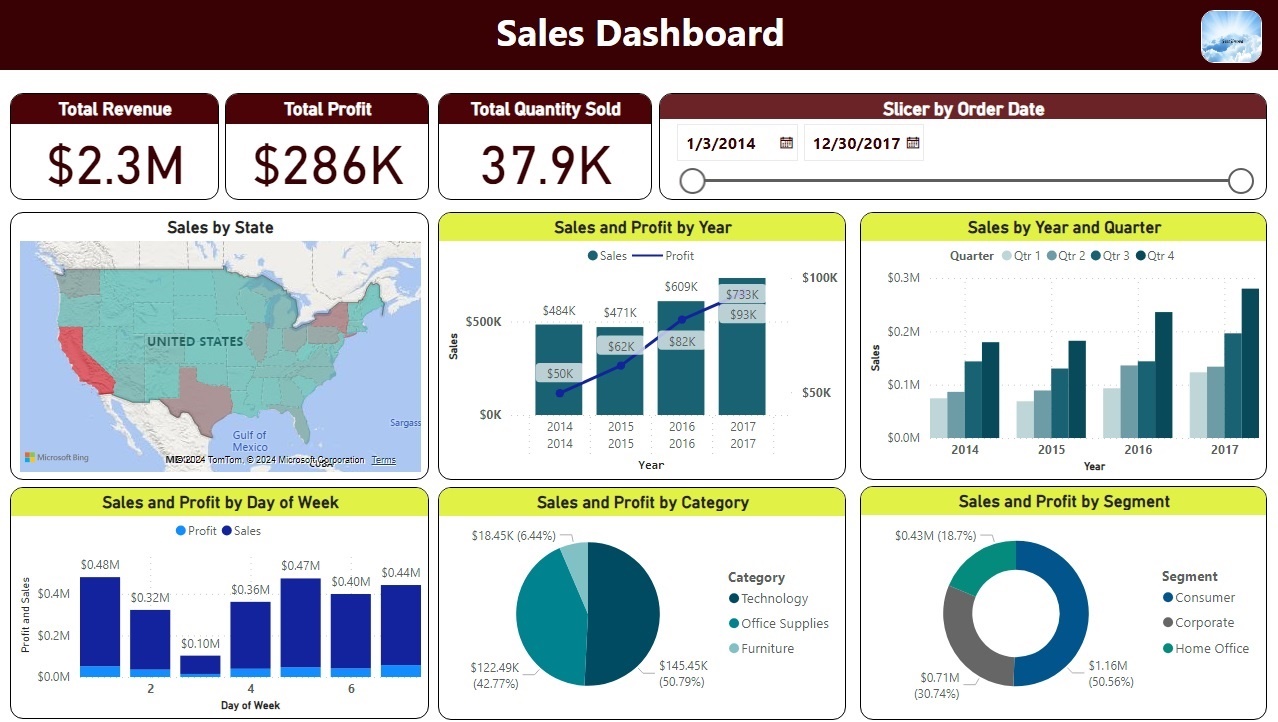 Sales Dashboard
Total Revenue
$2.3M
Total Profit
$286K
Total Quantity Sold
37.9K
Slicer by Order Date
1/3/2014
12/30/2017
Sales by State
UNITED STATES
Gulf of
Mexico
Sargass
Microsoft Bing
© 2024 TomTom, © 2024 Microsoft Corporation Terms
CUBA
Sales and Profit by Year
Sales Profit
$100K
$50K
$500K
$0K
Sales
$484K
$471K
$609K
$733K
$50K
$62K
$82K
$93K
2014 2015 2016 2017
2014 2015 2016 2017
Year
Sales by Year and Quarter
Quarter Qtr 1 Qtr 2 Qtr 3 Qtr 4
$0.3M
$0.2M
$0.1M
$0.0M
Sales
2014 2015 2016 2017
Year
Sales and Profit by Day of Week
Profit Sales
$0.4M
$0.2M
$0.0M
Profit and Sales
$0.48M
$0.32M
$0.10M
$0.36M
$0.47M
$0.40M
$0.44M
2 4 6
Day of Week
Sales and Profit by Category
$18.45K (6.44%)
$122.49K
(42.77%)
$145.45K
(50.79%)
Category
Technology
Office Supplies
Furniture
Sales and Profit by Segment
$0.43M (18.7%)
$0.71M
(30.74%)
$1.16M
(50.56%)
Segment
Consumer
Corporate
Home Office